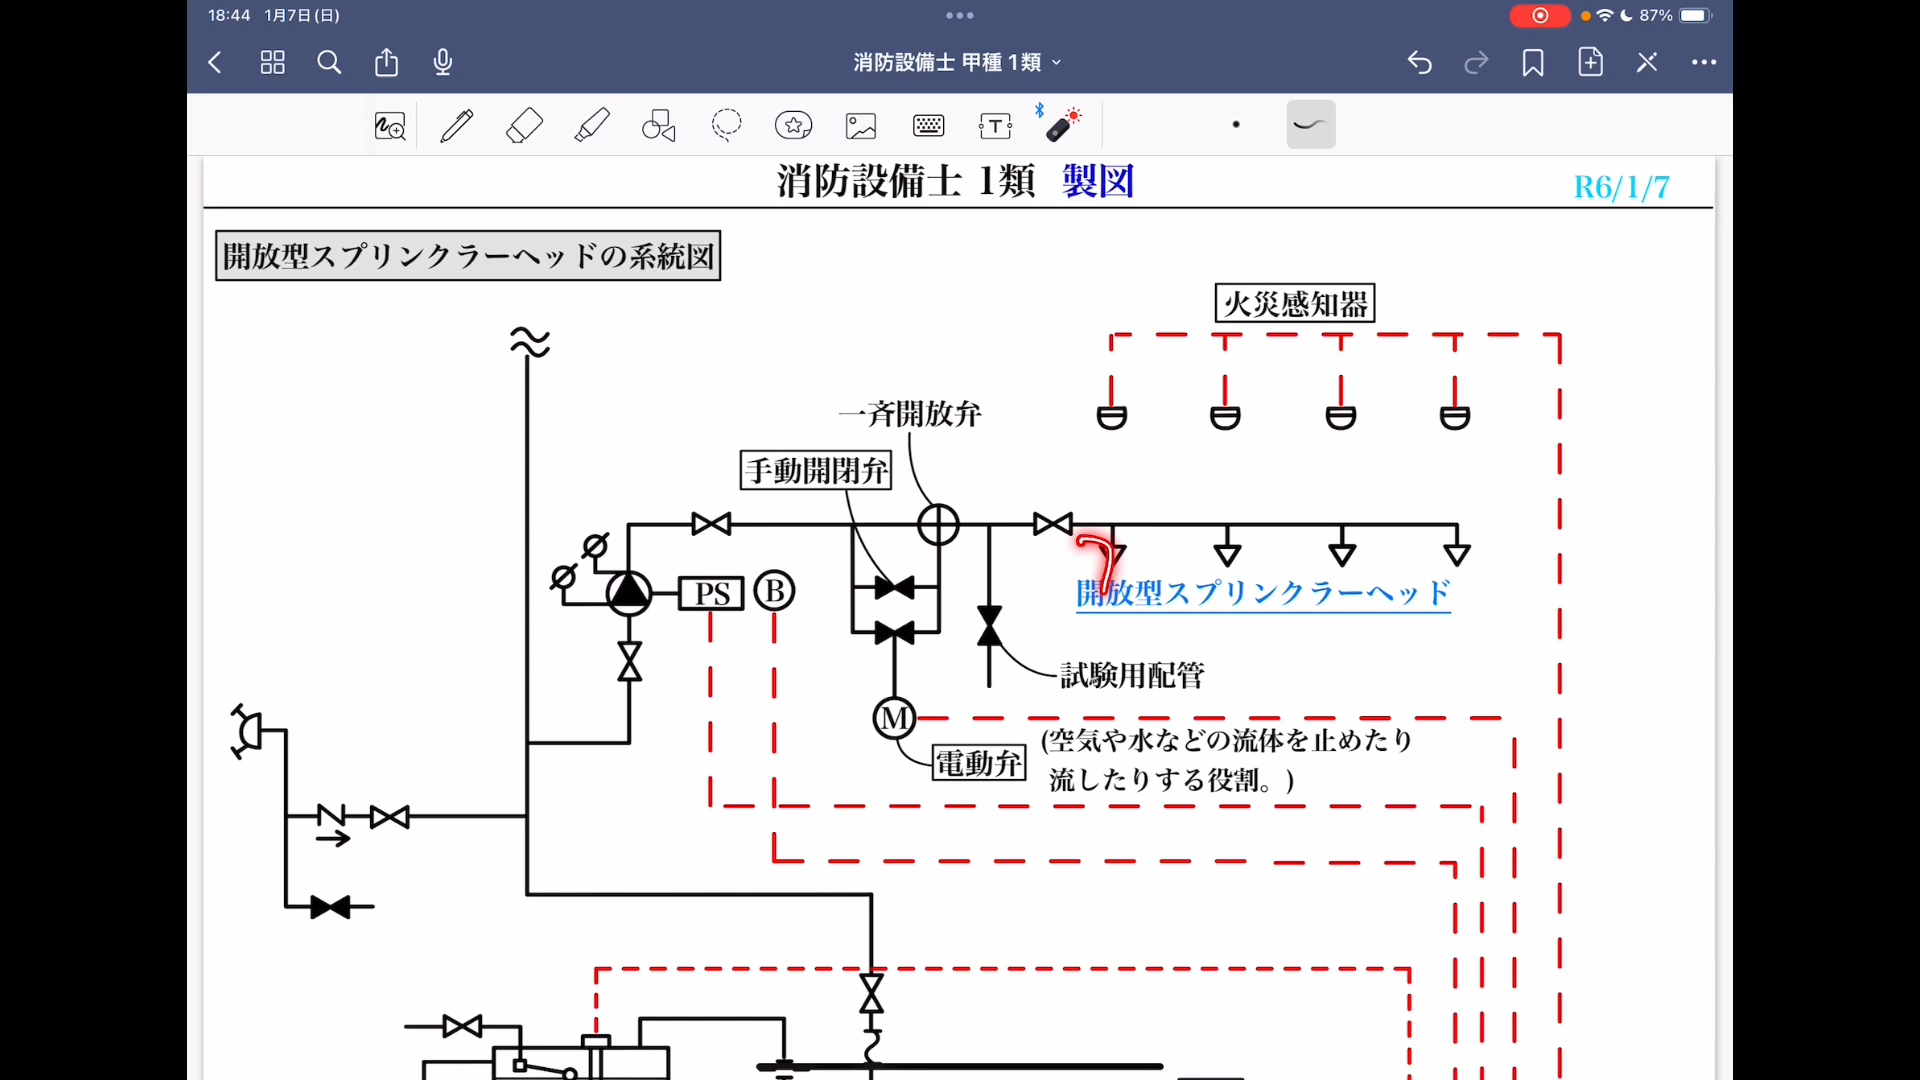 18:44 1月7日(日)
87%
消防設備士 甲種 1類
消防設備士 1類 製図
R6/1/7
開放型スプリンクラーヘッドの系統図
火災感知器
一斉開放弁
手動開閉弁
PS
B
開放型スプリンクラーヘッド
試験用配管
M
電動弁
(空気や水などの流体を止めたり
流したりする役割。)